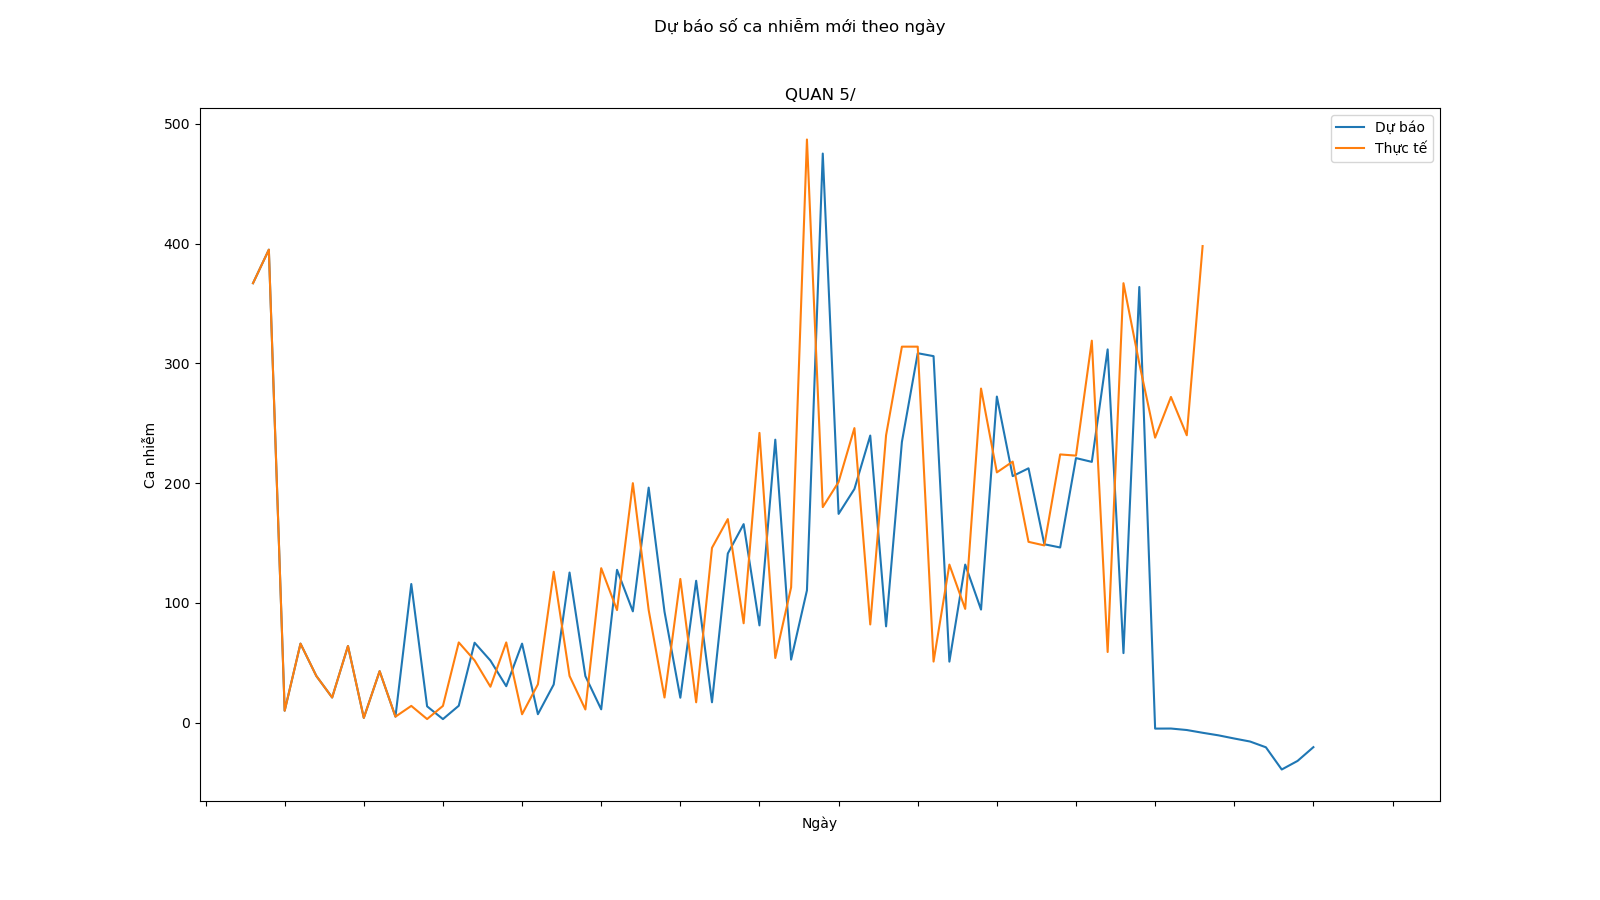 Dự báo số ca nhiễm mới theo ngày
QUAN 5/
Dự báo
Thực tế
500
400
300
200
100
0
Ca nhiễm
Ngày